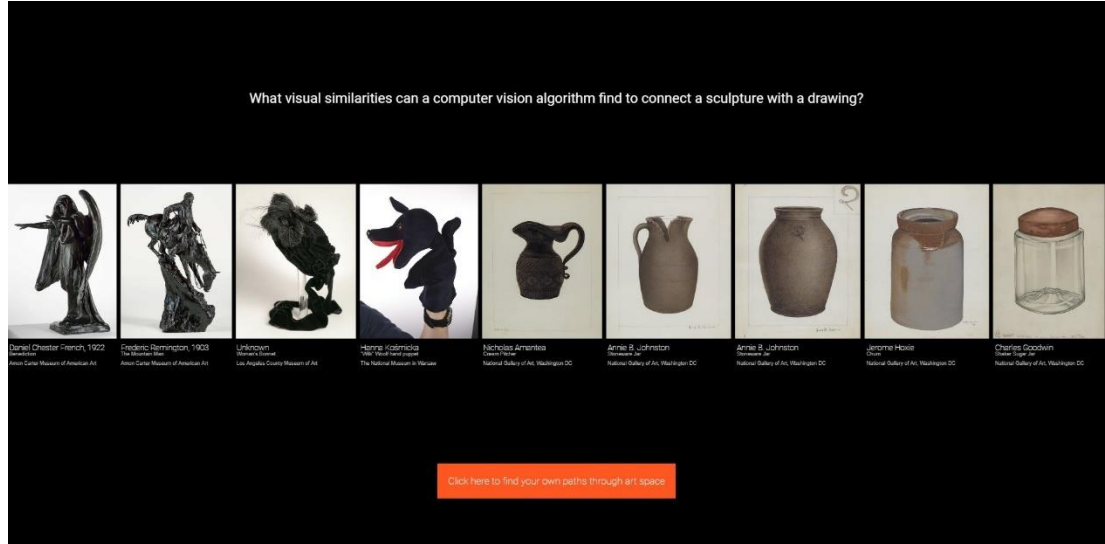 What visual similarities can a computer vision algorithm find to connect a sculpture with a drawing?
Daniel Chester French, 1922
Benediction
Amon Carter Museum of American Art
Frederic Remington, 1903
The Mountain Man
Amon Carter Museum of American Art
Unknown
Woman's Bonnet
Los Angeles County Museum of Art
Hanna Kośmicka
"Wilk" Woolf hand puppet
The National Museum in Warsaw
Nicholas Amantea
Cream Pitcher
National Gallery of Art, Washington DC
Annie B. Johnston
Stoneware Jar
National Gallery of Art, Washington DC
Annie B. Johnston
Stoneware Jar
National Gallery of Art, Washington DC
Jerome Hoxie
Churn
National Gallery of Art, Washington DC
Charles Goodwin
Shaker Sugar Jar
National Gallery of Art, Washington DC
Click here to find your own paths through art space